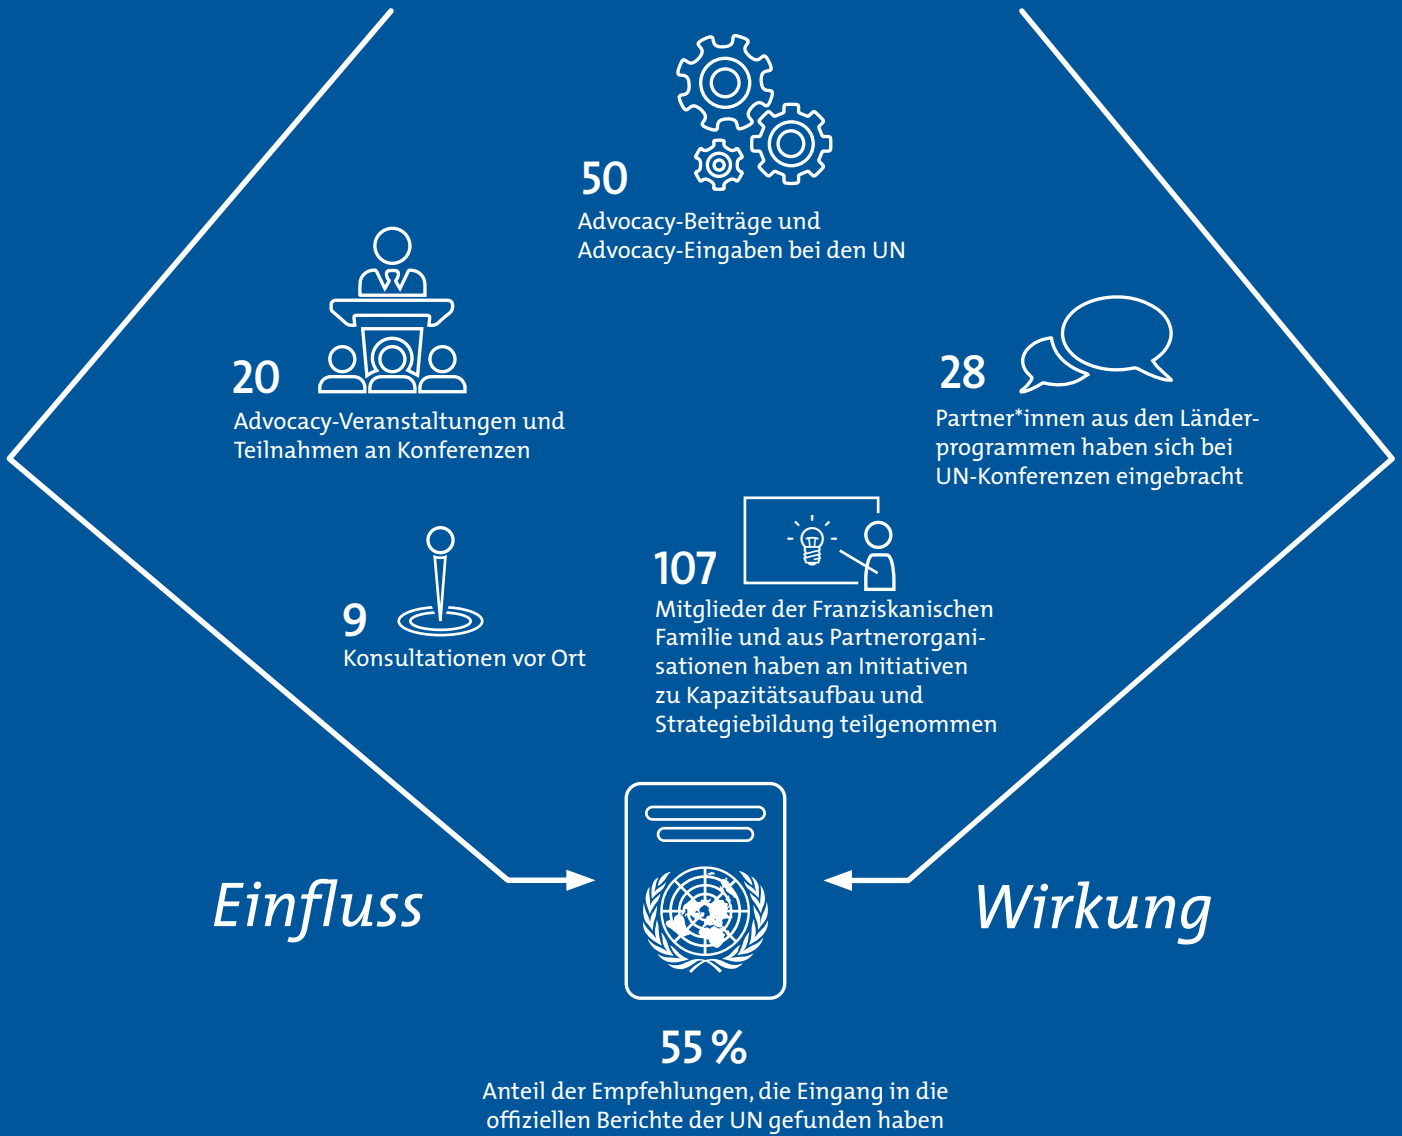 50
Advocacy-Beiträge und
Advocacy-Eingaben bei den UN
20
Advocacy-Veranstaltungen und
Teilnahmen an Konferenzen
28
Partner*innen aus den Länder-
programmen haben sich bei
UN-Konferenzen eingebracht
9
Konsultationen vor Ort
107
Mitglieder der Franziskanischen
Familie und aus Partnerorgani-
sationen haben an Initiativen
zu Kapazitätsaufbau und
Strategiebildung teilgenommen
Einfluss
Wirkung
55 %
Anteil der Empfehlungen, die Eingang in die
offiziellen Berichte der UN gefunden haben